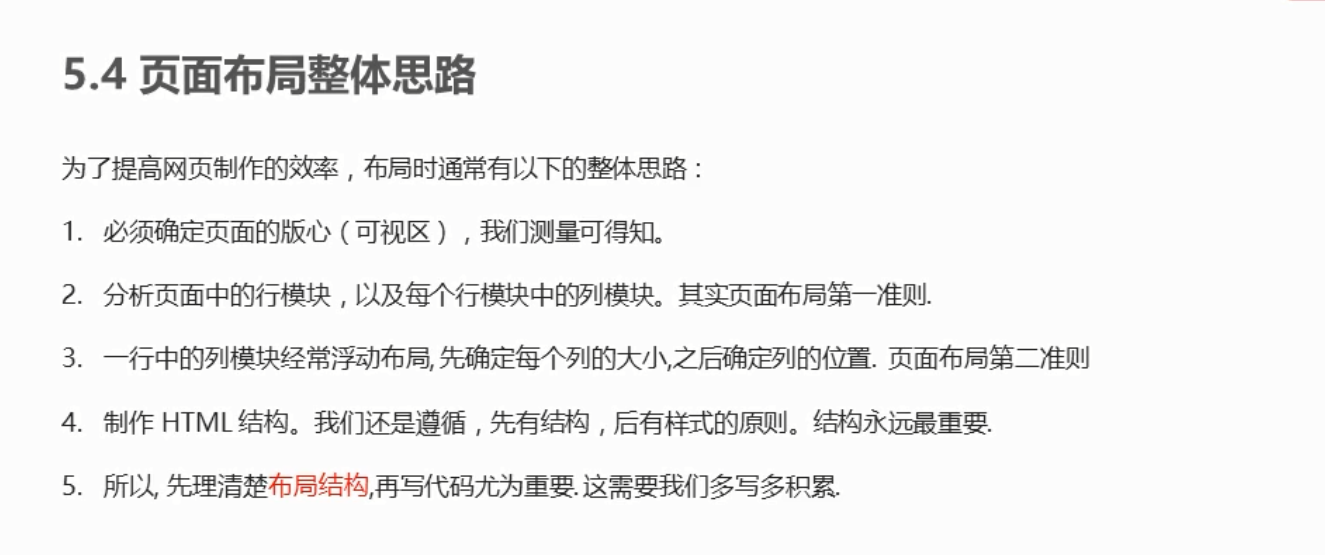 5.4 页面布局整体思路
为了提高网页制作的效率，布局时通常有以下的整体思路：
1. 必须确定页面的版心（可视区），我们测量可得知。
2. 分析页面中的行模块，以及每个行模块中的列模块。其实页面布局第一准则.
3. 一行中的列模块经常浮动布局,先确定每个列的大小,之后确定列的位置. 页面布局第二准则
4. 制作 HTML 结构。我们还是遵循，先有结构，后有样式的原则。结构永远最重要.
5. 所以, 先理清楚布局结构,再写代码尤为重要. 这需要我们多写多积累.